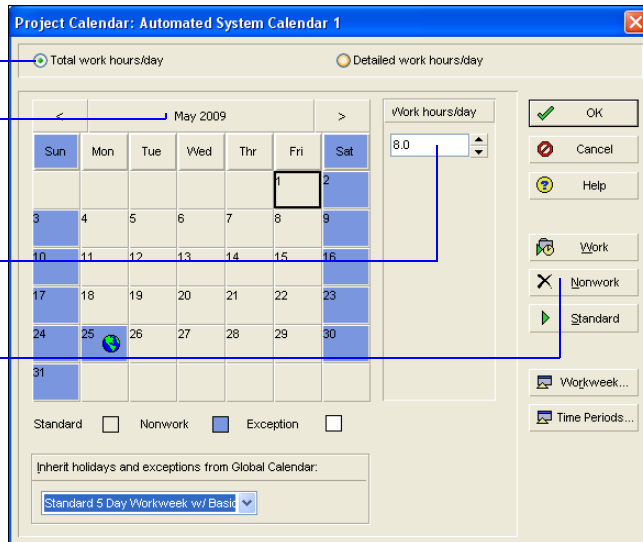 Project Calendar: Automated System Calendar 1
Total work hours/day
Detailed work hours/day
< May 2009 >
Work hours/day
8.0
Sun Mon Tue Wed Thr Fri Sat
1 2
3 4 5 6 7 8 9
10 11 12 13 14 15 16
17 18 19 20 21 22 23
24 25 26 27 28 29 30
31
Standard Nonwork Exception
Inherit holidays and exceptions from Global Calendar:
Standard 5 Day Workweek w/ Basic
OK
Cancel
Help
Work
Nonwork
Standard
Workweek...
Time Periods...